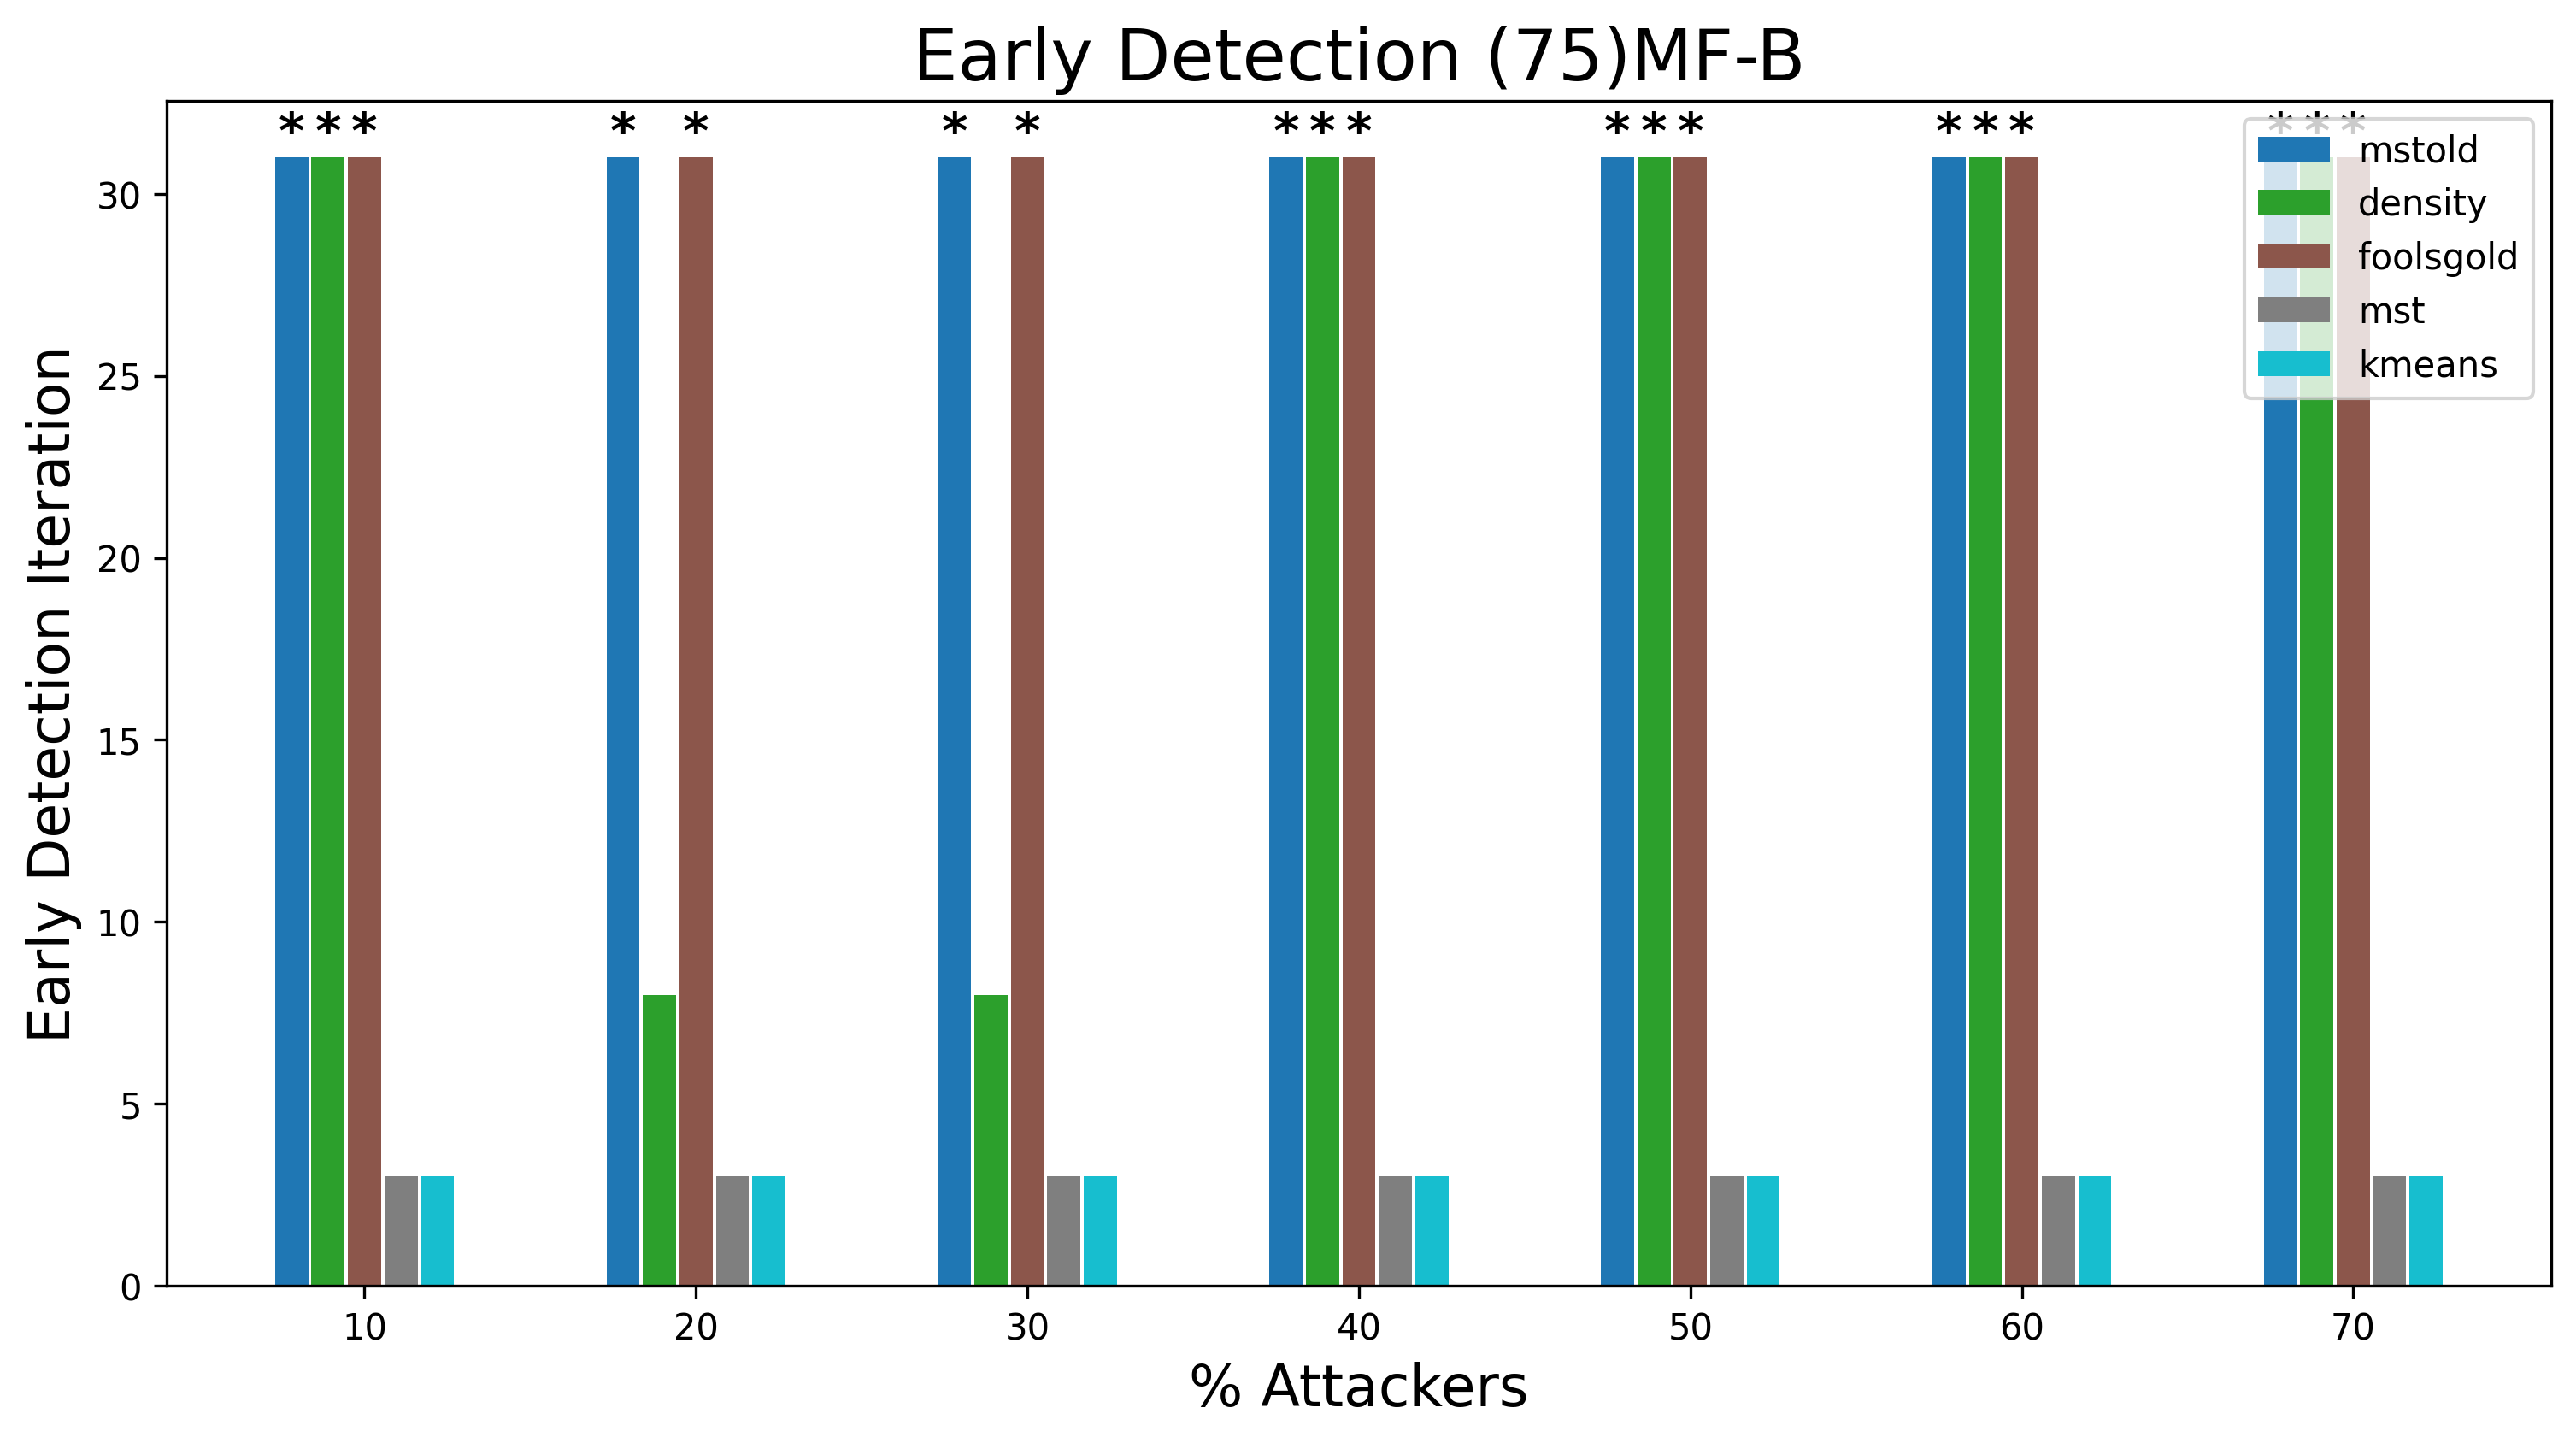 Early Detection (75)MF-B
* * * * * * * * * * * * * * * * * * *
mstold
density
foolsgold
mst
kmeans
Early Detection Iteration
30
25
20
15
10
5
0
10 20 30 40 50 60 70
% Attackers